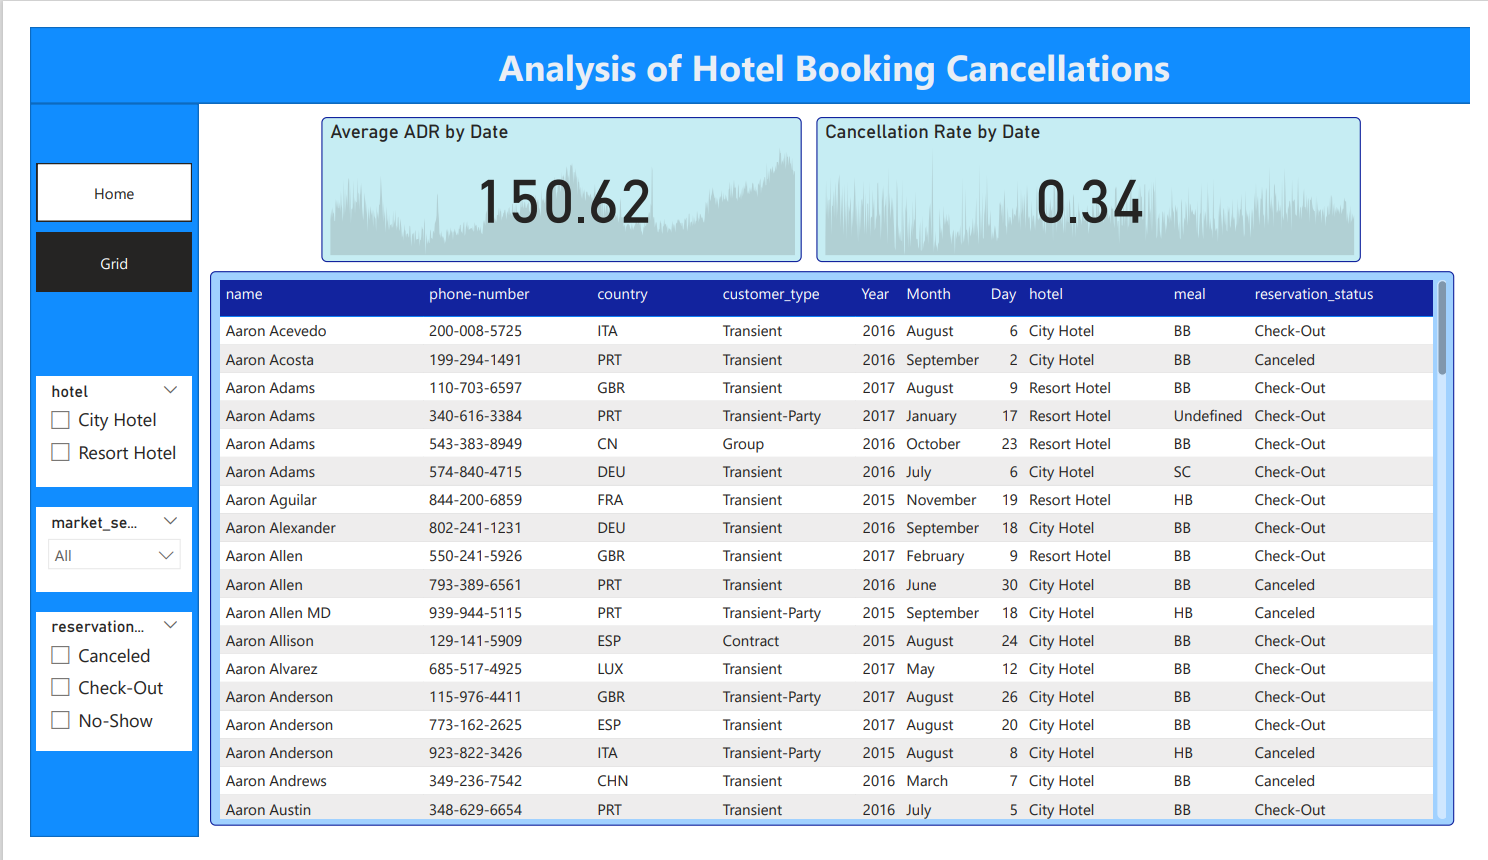 Analysis of Hotel Booking Cancellations
Home
Grid
hotel
City Hotel
Resort Hotel
market_se...
All
reservation...
Canceled
Check-Out
No-Show
Average ADR by Date
150.62
Cancellation Rate by Date
0.34
name phone-number country customer_type Year Month Day hotel meal reservation_status
Aaron Acevedo 200-008-5725 ITA Transient 2016 August 6 City Hotel BB Check-Out
Aaron Acosta 199-294-1491 PRT Transient 2016 September 2 City Hotel BB Canceled
Aaron Adams 110-703-6597 GBR Transient 2017 August 9 Resort Hotel BB Check-Out
Aaron Adams 340-616-3384 PRT Transient-Party 2017 January 17 Resort Hotel Undefined Check-Out
Aaron Adams 543-383-8949 CN Group 2016 October 23 Resort Hotel BB Check-Out
Aaron Adams 574-840-4715 DEU Transient 2016 July 6 City Hotel SC Check-Out
Aaron Aguilar 844-200-6859 FRA Transient 2015 November 19 Resort Hotel HB Check-Out
Aaron Alexander 802-241-1231 DEU Transient 2016 September 18 City Hotel BB Check-Out
Aaron Allen 550-241-5926 GBR Transient 2017 February 9 Resort Hotel BB Check-Out
Aaron Allen 793-389-6561 PRT Transient 2016 June 30 City Hotel BB Canceled
Aaron Allen MD 939-944-5115 PRT Transient-Party 2015 September 18 City Hotel HB Canceled
Aaron Allison 129-141-5909 ESP Contract 2015 August 24 City Hotel BB Check-Out
Aaron Alvarez 685-517-4925 LUX Transient 2017 May 12 City Hotel BB Check-Out
Aaron Anderson 115-976-4411 GBR Transient-Party 2017 August 26 City Hotel BB Check-Out
Aaron Anderson 773-162-2625 ESP Transient 2017 August 20 City Hotel BB Check-Out
Aaron Anderson 923-822-3426 ITA Transient-Party 2015 August 8 City Hotel HB Canceled
Aaron Andrews 349-236-7542 CHN Transient 2016 March 7 City Hotel BB Canceled
Aaron Austin 348-629-6654 PRT Transient 2016 July 5 City Hotel BB Check-Out